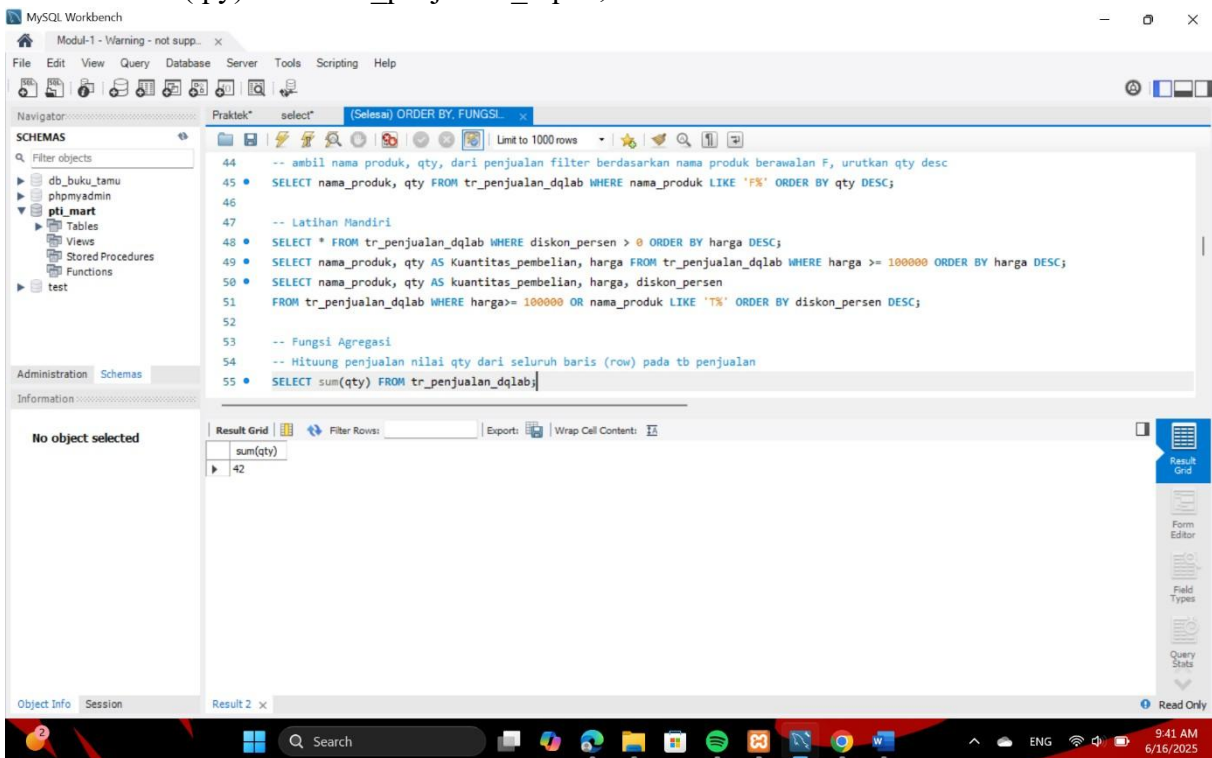 MySQL Workbench
Modul-1 - Warning - not supp..
File Edit View Query Database Server Tools Scripting Help
Navigator
Praktek* select* (Selesai) ORDER BY, FUNGSI...
SCHEMAS
Limit to 1000 rows
Filter objects
db_buku_tamu
phpmyadmin
pti_mart
Tables
Views
Stored Procedures
Functions
test
44 -- ambil nama produk, qty, dari penjualan filter berdasarkan nama produk berawalan F, urutkan qty desc
45 SELECT nama_produk, qty FROM tr_penjualan_dqlab WHERE nama_produk LIKE 'F%' ORDER BY qty DESC;
46
47 -- Latihan Mandiri
48 SELECT * FROM tr_penjualan_dqlab WHERE diskon_persen > 0 ORDER BY harga DESC;
49 SELECT nama_produk, qty AS Kuantitas_pembelian, harga FROM tr_penjualan_dqlab WHERE harga >= 100000 ORDER BY harga DESC;
50 SELECT nama_produk, qty AS kuantitas_pembelian, harga, diskon_persen
51 FROM tr_penjualan_dqlab WHERE harga>= 100000 OR nama_produk LIKE 'T%' ORDER BY diskon_persen DESC;
52
53 -- Fungsi Agregasi
54 -- Hituung penjualan nilai qty dari seluruh baris (row) pada tb penjualan
55 SELECT sum(qty) FROM tr_penjualan_dqlab;
Administration Schemas
Information
No object selected
Result Grid Filter Rows: Export: Wrap Cell Content:
sum(qty)
42
Result Grid
Form Editor
Field Types
Query Stats
Object Info Session
Result 2
Read Only
2
Search
ENG
9:41 AM
6/16/2025